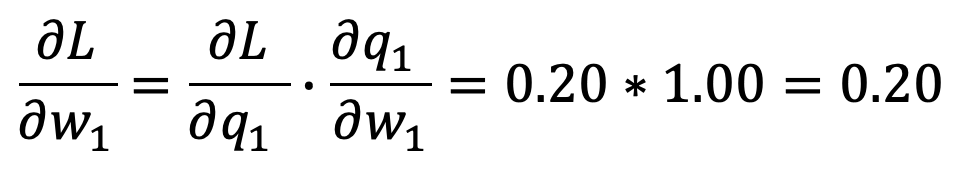 ∂L/∂w₁ = ∂L/∂q₁ · ∂q₁/∂w₁ = 0.20 * 1.00 = 0.20